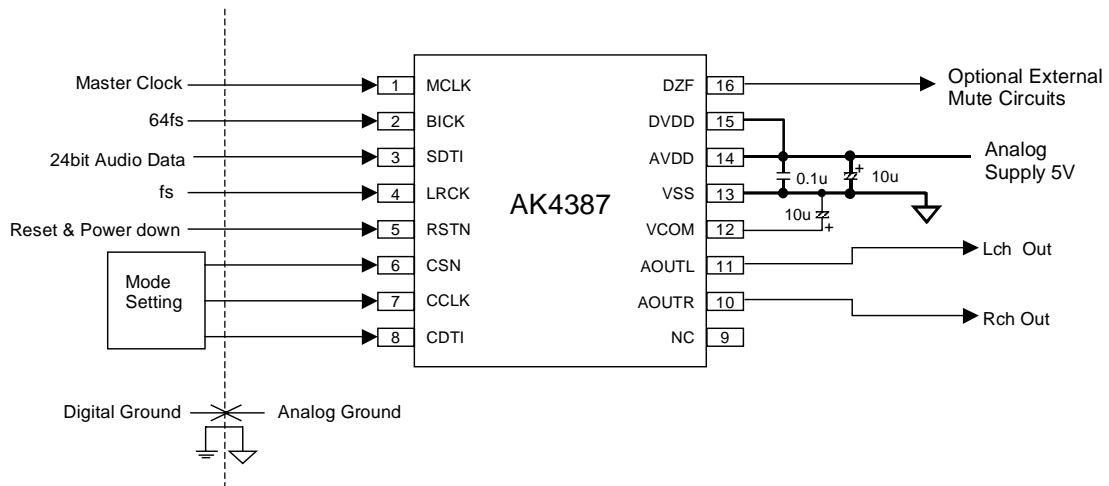 Master Clock
64fs
24bit Audio Data
fs
Reset & Power down
Mode
Setting
1 MCLK
2 BICK
3 SDTI
4 LRCK
5 RSTN
6 CSN
7 CCLK
8 CDTI
AK4387
DZF 16
DVDD 15
AVDD 14
VSS 13
VCOM 12
AOUTL 11
AOUTR 10
NC 9
Optional External
Mute Circuits
Analog
Supply 5V
0.1u
+
10u
10u
+
Lch Out
Rch Out
Digital Ground
Analog Ground